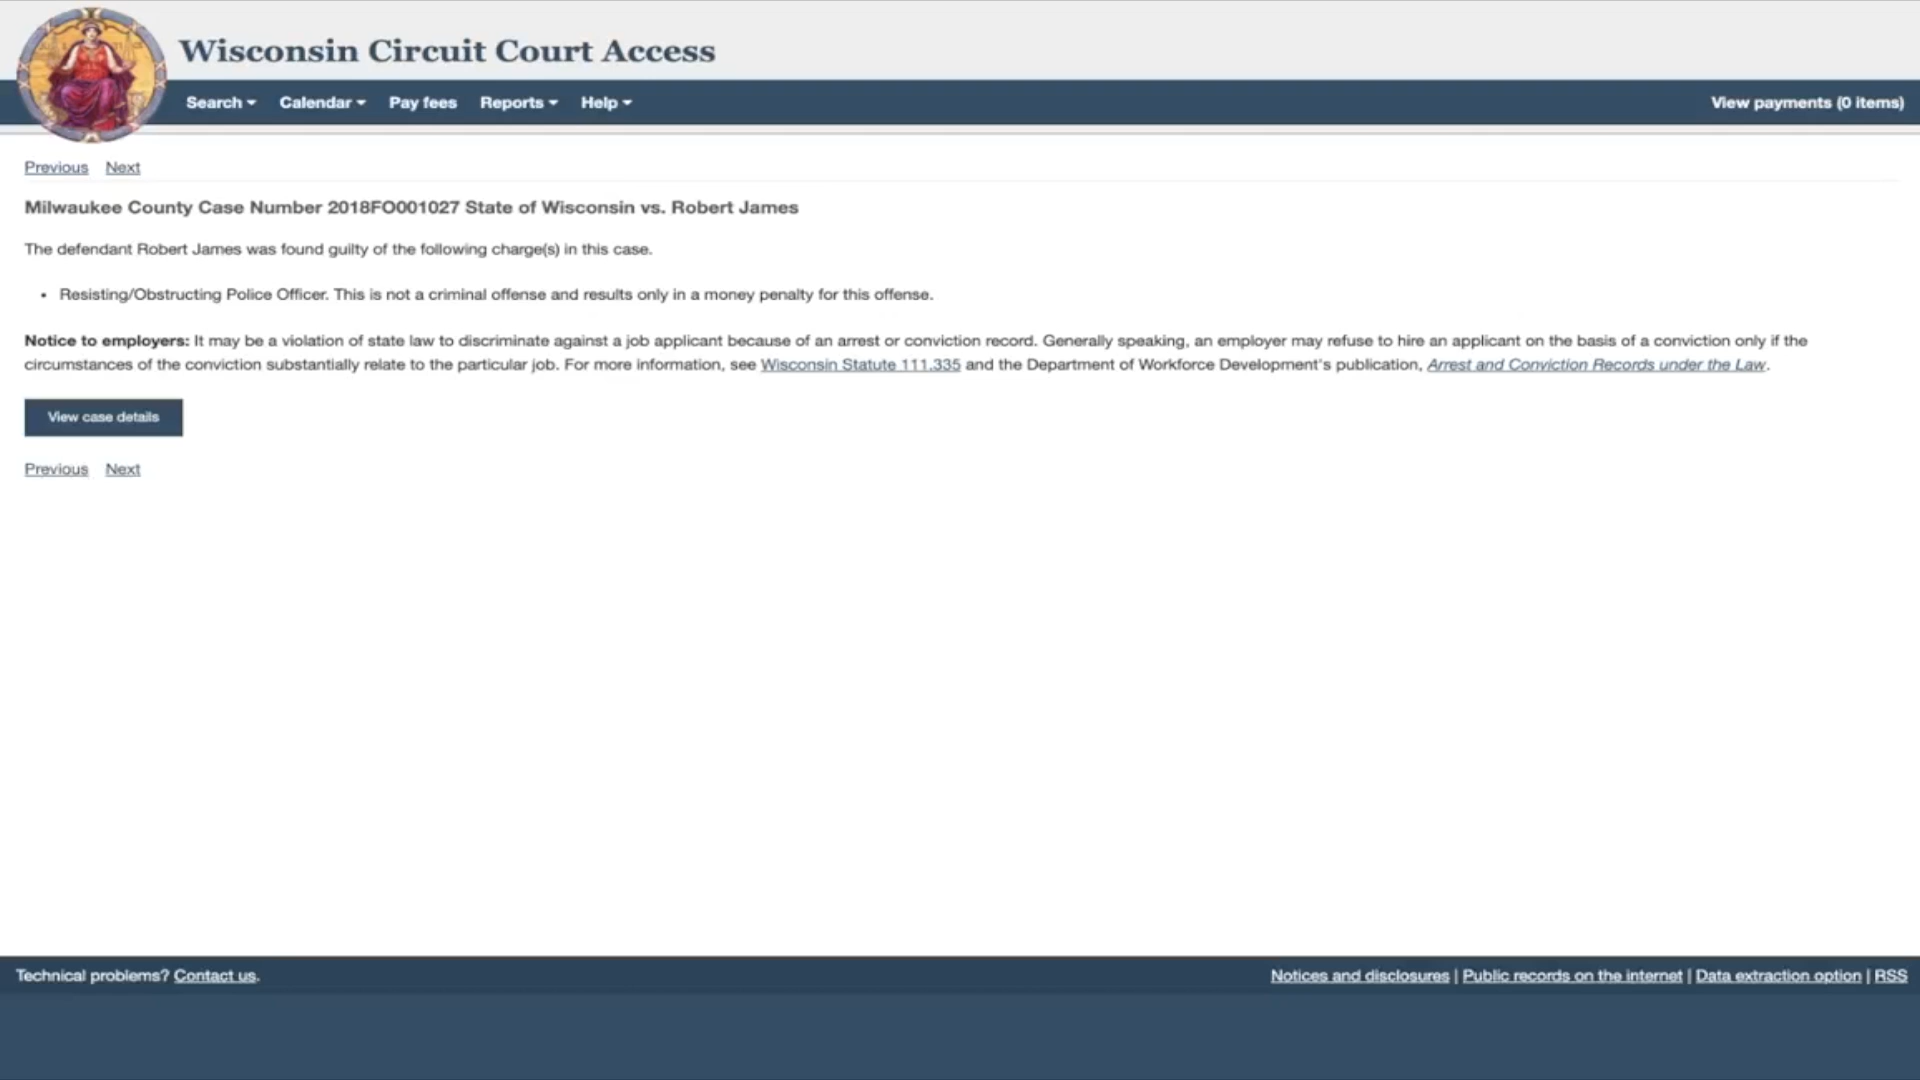 Wisconsin Circuit Court Access
Search Calendar Pay fees Reports Help View payments (0 items)
Previous Next
Milwaukee County Case Number 2018FO001027 State of Wisconsin vs. Robert James
The defendant Robert James was found guilty of the following charge(s) in this case.
• Resisting/Obstructing Police Officer. This is not a criminal offense and results only in a money penalty for this offense.
Notice to employers: It may be a violation of state law to discriminate against a job applicant because of an arrest or conviction record. Generally speaking, an employer may refuse to hire an applicant on the basis of a conviction only if the
circumstances of the conviction substantially relate to the particular job. For more information, see Wisconsin Statute 111.335 and the Department of Workforce Development's publication, Arrest and Conviction Records under the Law.
View case details
Previous Next
Technical problems? Contact us. Notices and disclosures | Public records on the internet | Data extraction option | RSS